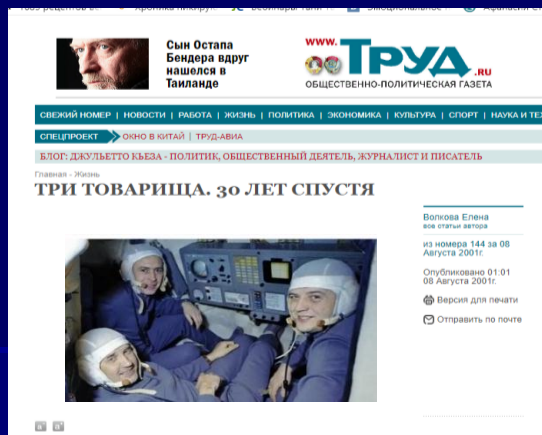 Сын Остапа
Бендера вдруг
нашелся в
Таиланде
www.
ТРУД.RU
ОБЩЕСТВЕННО-ПОЛИТИЧЕСКАЯ ГАЗЕТА
СВЕЖИЙ НОМЕР | НОВОСТИ | РАБОТА | ЖИЗНЬ | ПОЛИТИКА | ЭКОНОМИКА | КУЛЬТУРА | СПОРТ | НАУКА И ТЕ
СПЕЦПРОЕКТ ОКНО В КИТАЙ | ТРУД-АВИА
БЛОГ: ДЖУЛЬЕТТО КЬЕЗА - ПОЛИТИК, ОБЩЕСТВЕННЫЙ ДЕЯТЕЛЬ, ЖУРНАЛИСТ И ПИСАТЕЛЬ
Главная - Жизнь
ТРИ ТОВАРИЩА. 30 ЛЕТ СПУСТЯ
Волкова Елена
все статьи автора
из номера 144 за 08
Августа 2001г.
Опубликовано 01:01
08 Августа 2001г.
Версия для печати
Отправить по почте